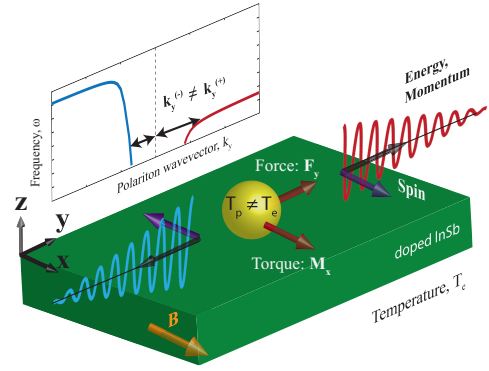 k_y^(-) ≠ k_y^(+)
Frequency, ω
Polariton wavevector, k_y
Energy,
Momentum
Force: F_y
Spin
T_p ≠ T_e
Torque: M_x
z
y
x
doped InSb
B
Temperature, T_e